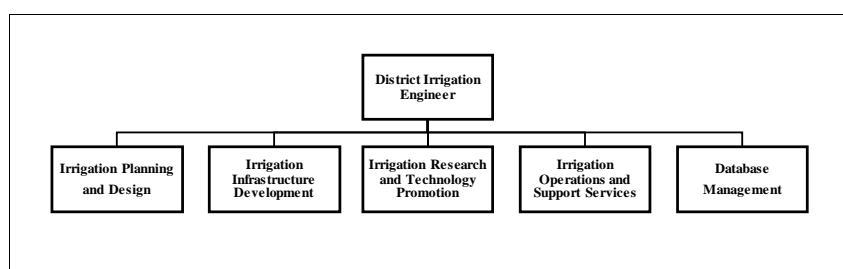 District Irrigation
Engineer
Irrigation Planning
and Design
Irrigation
Infrastructure
Development
Irrigation Research
and Technology
Promotion
Irrigation
Operations and
Support Services
Database
Management